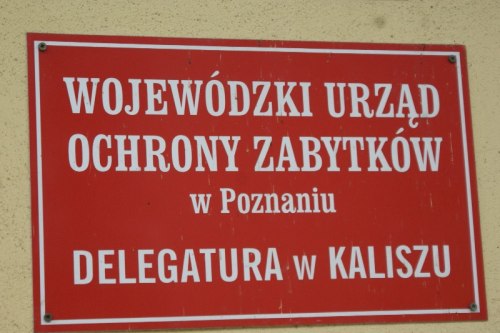 WOJEWÓDZKI URZĄD
OCHRONY ZABYTKÓW
w Poznaniu
DELEGATURA w KALISZU